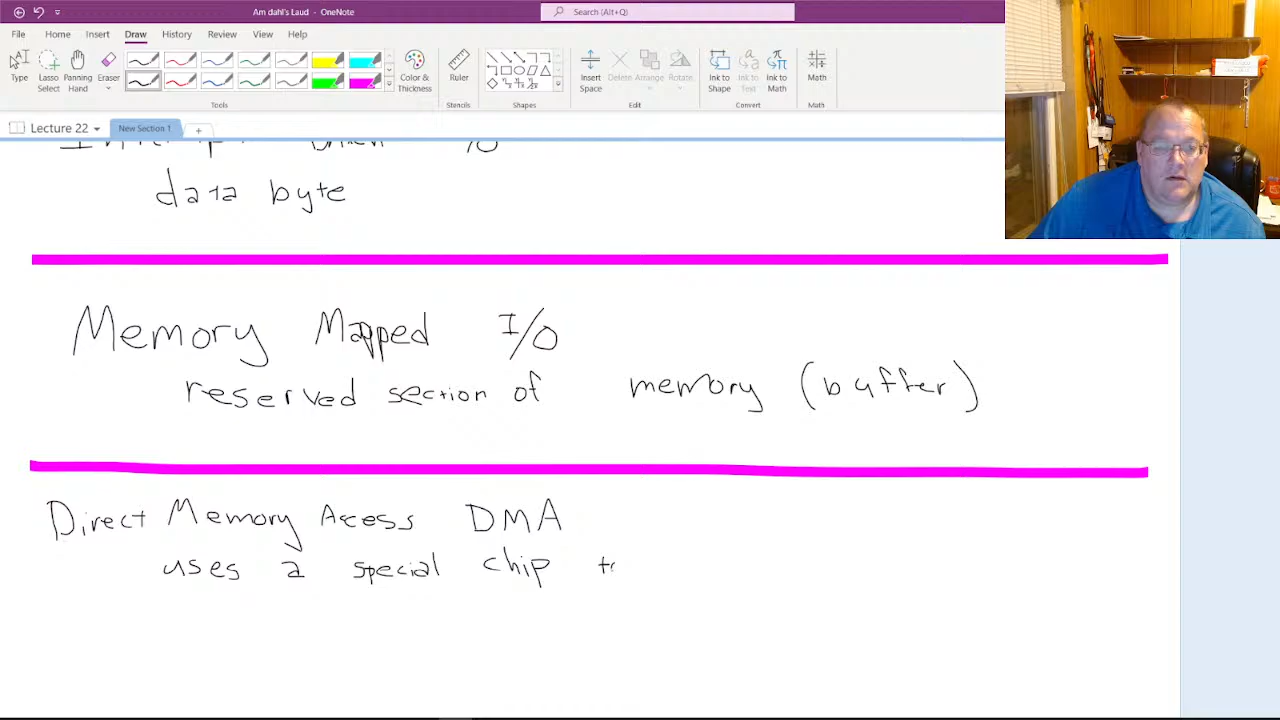 Am dahl's Laud - OneNote
Search (Alt+Q)
File Home Insert Draw History Review View Help
Type Lasso Select Panning Hand Eraser
Color & Thickness Ruler
Insert Space Delete Arrange Rotate
Ink to Shape Ink to Text Ink to Math Math
Tools Stencils Shapes Edit Convert Math
Lecture 22 New Section 1 +
data byte
Memory Mapped I/O
reserved section of memory (buffer)
Direct Memory Access DMA
uses a special chip